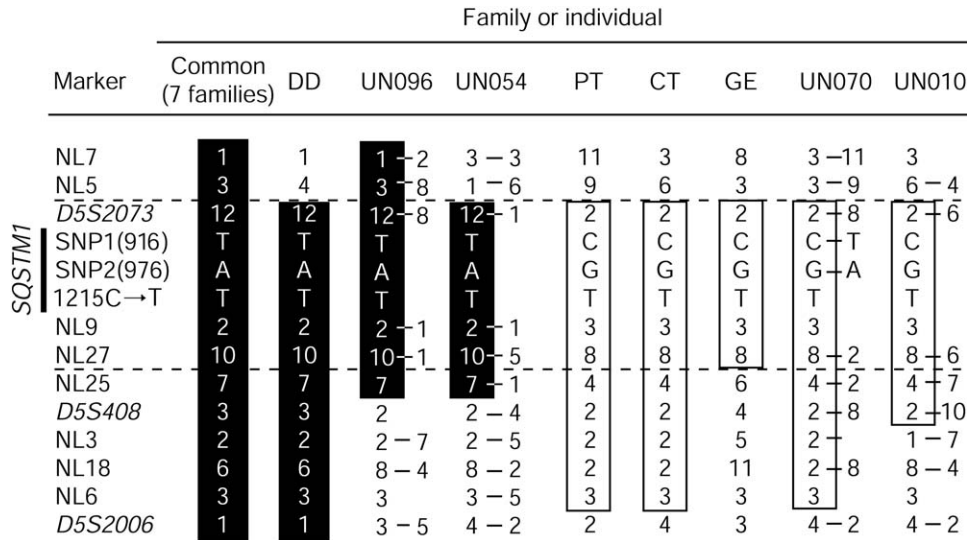 Family or individual
Marker Common (7 families) DD UN096 UN054 PT CT GE UN070 UN010
NL7 1 1 1–2 3–3 11 3 8 3–11 3
NL5 3 4 3–8 1–6 9 6 3 3–9 6–4
D5S2073 12 12 12–8 12–1 2 2 2 2–8 2–6
SNP1(916) T T T T C C C C–T C
SNP2(976) A A A A G G G G–A G
1215C→T T T T T T T T T T
NL9 2 2 2–1 2–1 3 3 3 3 3
NL27 10 10 10–1 10–5 8 8 8 8–2 8–6
NL25 7 7 7 7–1 4 4 6 4–2 4–7
D5S408 3 3 2 2–4 2 2 4 2–8 2–10
NL3 2 2 2–7 2–5 2 2 5 2– 1–7
NL18 6 6 8–4 8–2 2 2 11 2–8 8–4
NL6 3 3 3 3–5 3 3 3 3 3
D5S2006 1 1 3–5 4–2 2 4 3 4–2 4–2
SQSTM1